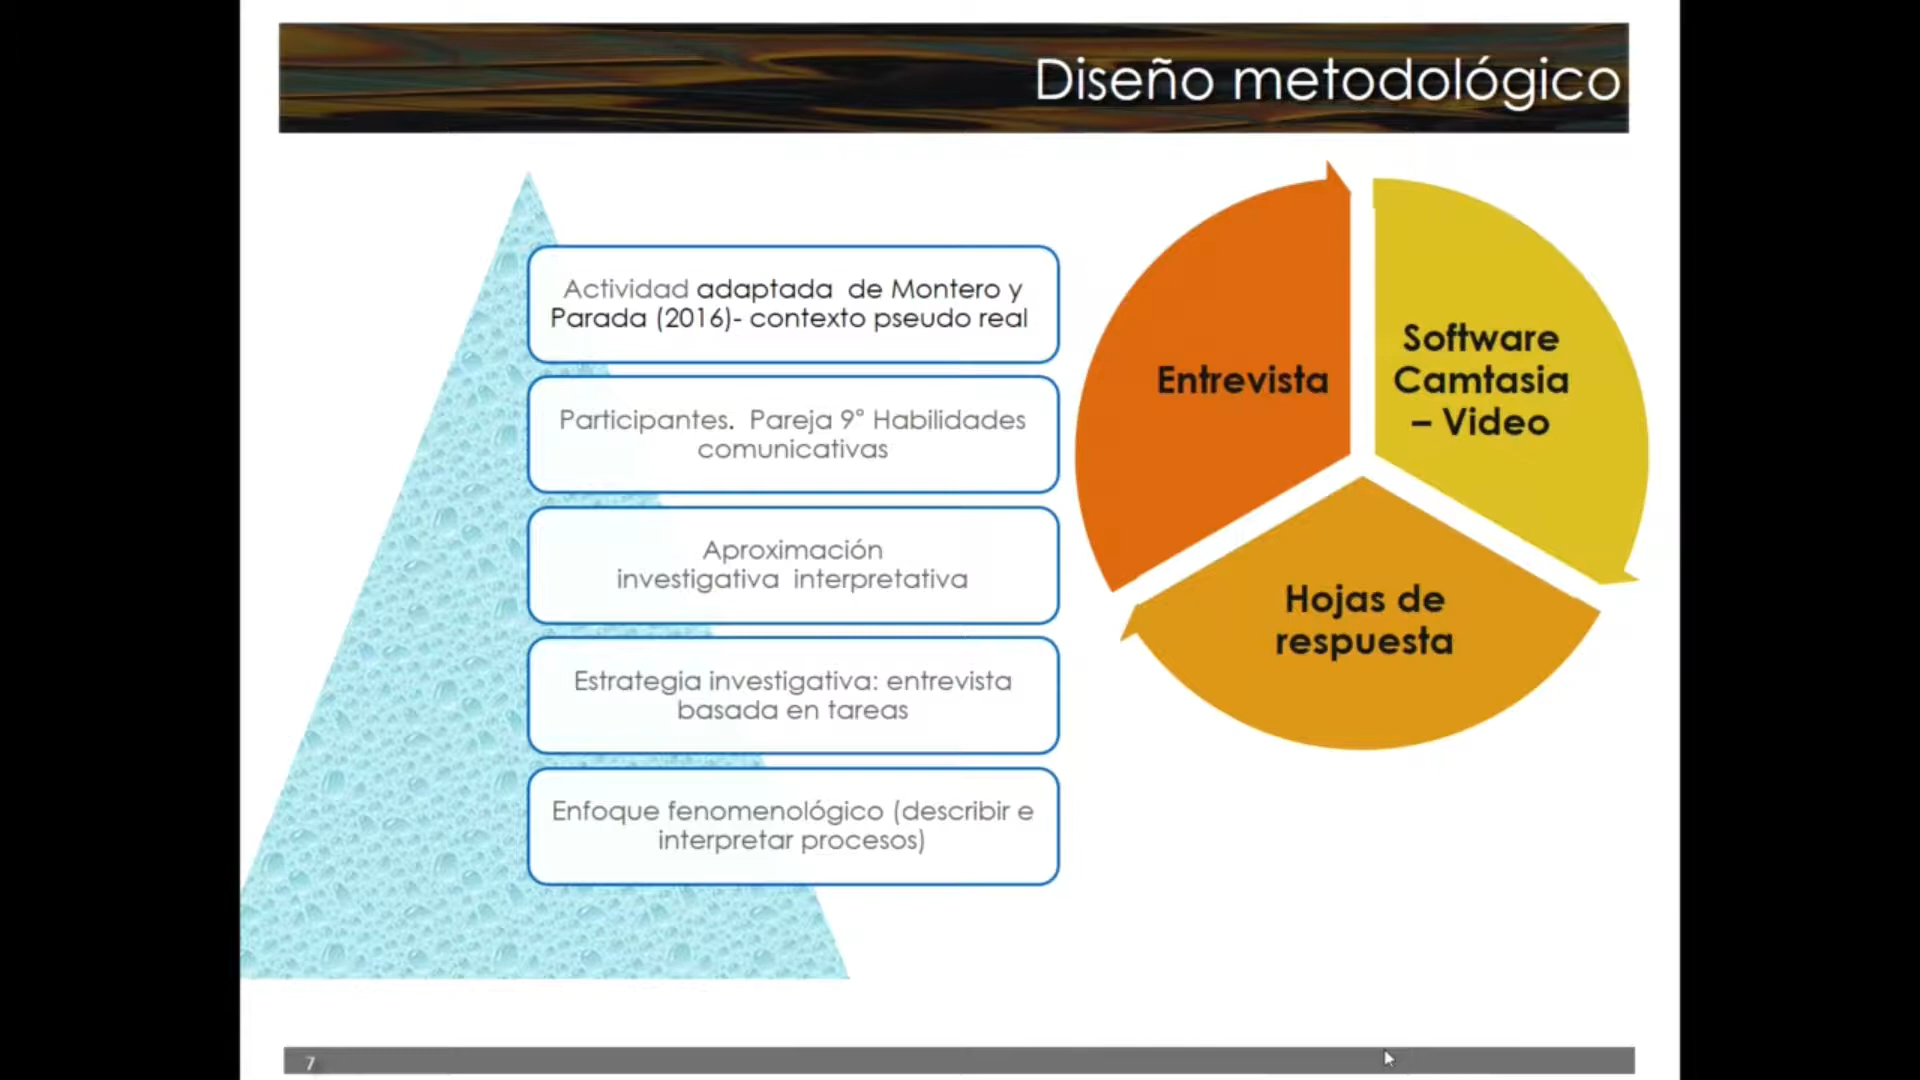 Diseño metodológico
Actividad adaptada de Montero y
Parada (2016)- contexto pseudo real
Participantes. Pareja 9° Habilidades
comunicativas
Aproximación
investigativa interpretativa
Estrategia investigativa: entrevista
basada en tareas
Enfoque fenomenológico (describir e
interpretar procesos)
Entrevista
Software
Camtasia
– Video
Hojas de
respuesta
7